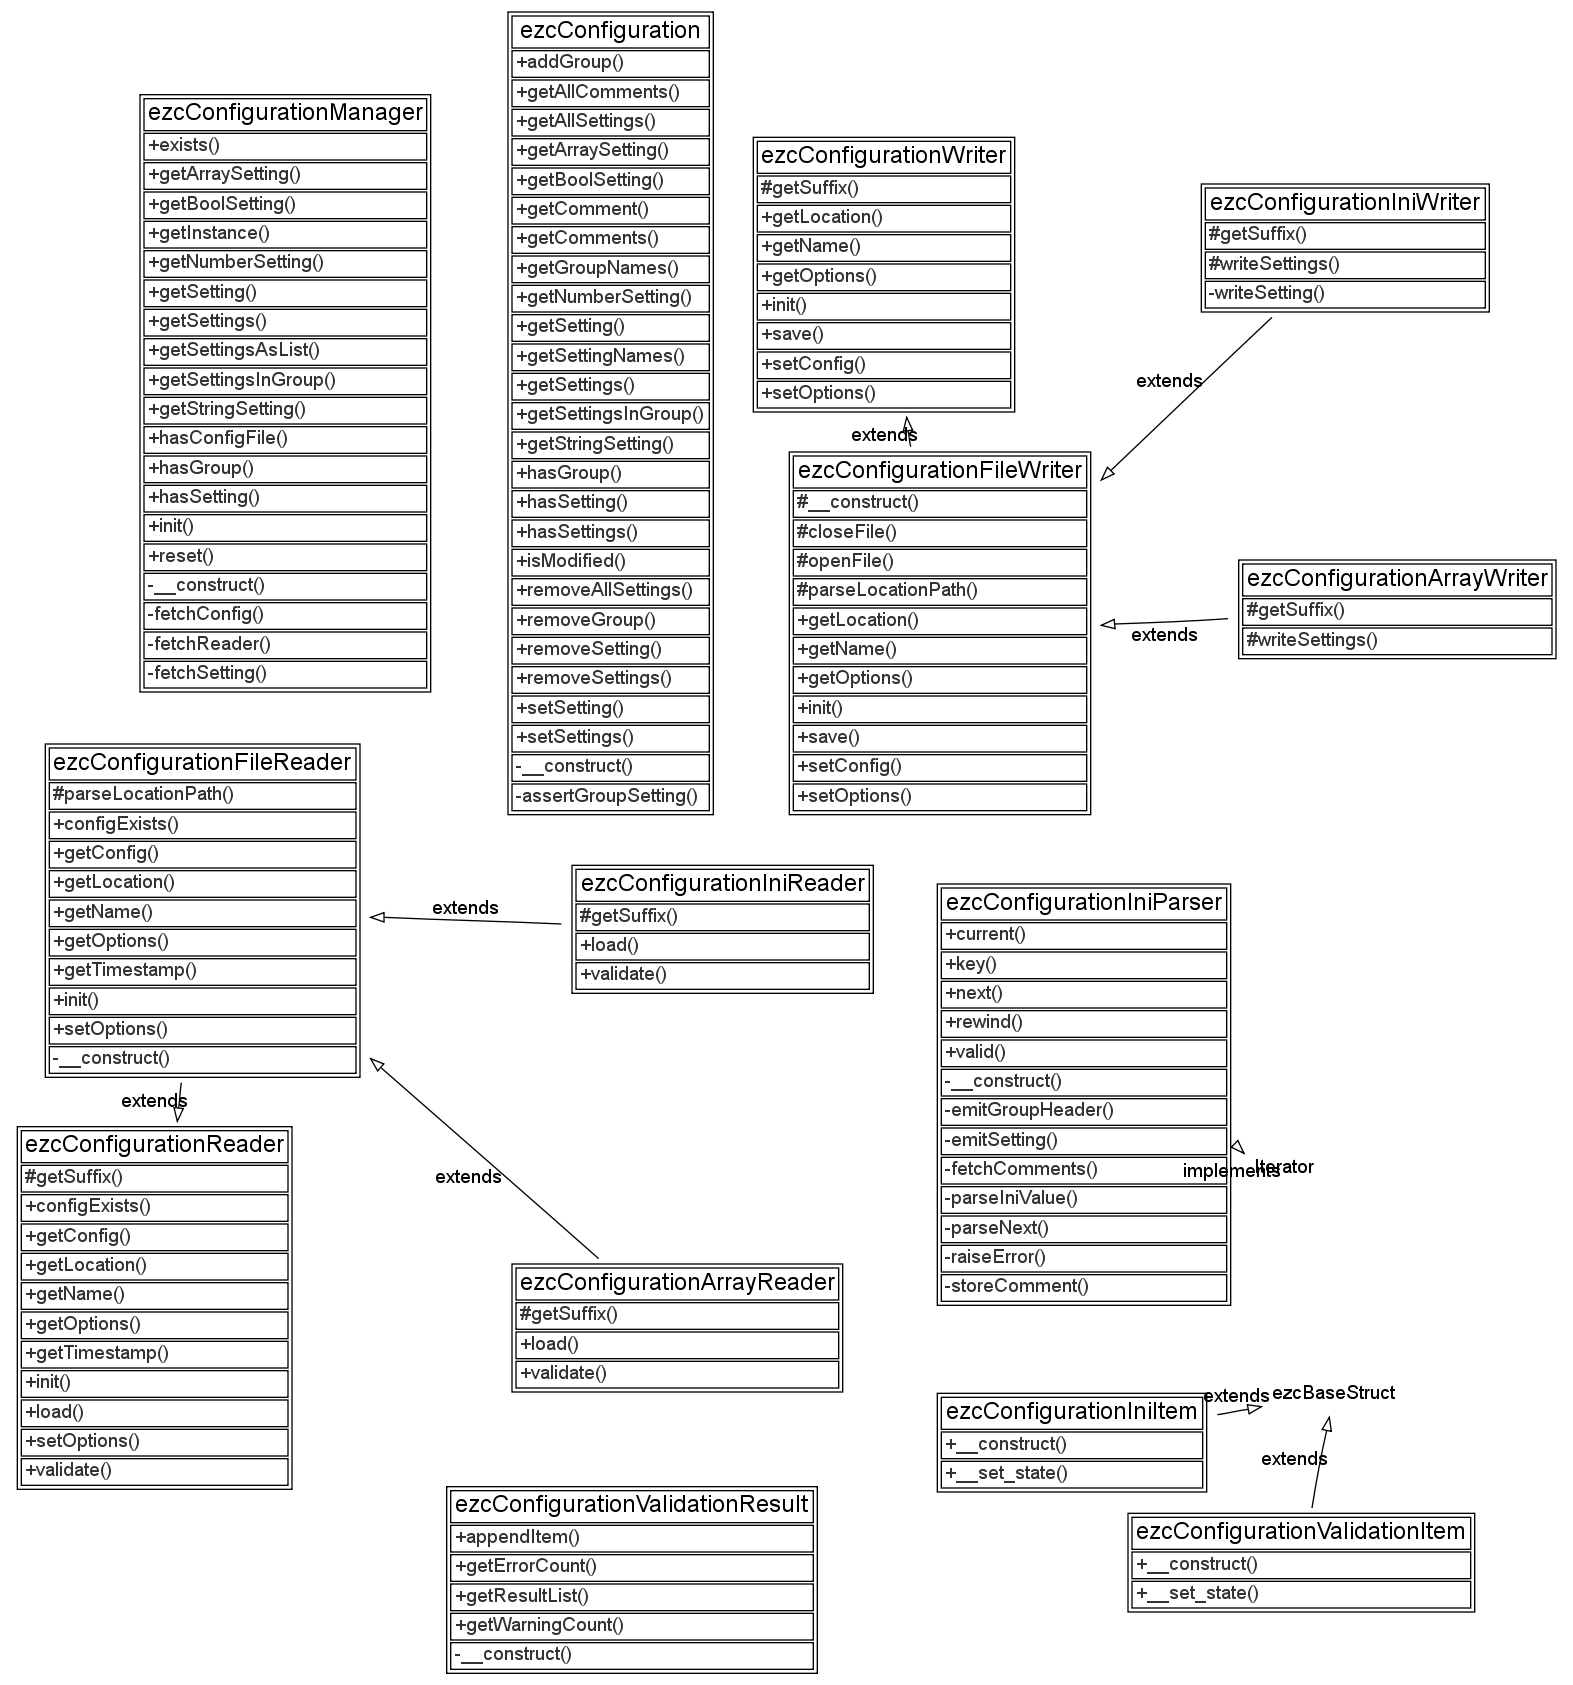 ezcConfigurationManager
+exists()
+getArraySetting()
+getBoolSetting()
+getInstance()
+getNumberSetting()
+getSetting()
+getSettings()
+getSettingsAsList()
+getSettingsInGroup()
+getStringSetting()
+hasConfigFile()
+hasGroup()
+hasSetting()
+init()
+reset()
-__construct()
-fetchConfig()
-fetchReader()
-fetchSetting()
ezcConfiguration
+addGroup()
+getAllComments()
+getAllSettings()
+getArraySetting()
+getBoolSetting()
+getComment()
+getComments()
+getGroupNames()
+getNumberSetting()
+getSetting()
+getSettingNames()
+getSettings()
+getSettingsInGroup()
+getStringSetting()
+hasGroup()
+hasSetting()
+hasSettings()
+isModified()
+removeAllSettings()
+removeGroup()
+removeSetting()
+removeSettings()
+setSetting()
+setSettings()
-__construct()
-assertGroupSetting()
ezcConfigurationWriter
#getSuffix()
+getLocation()
+getName()
+getOptions()
+init()
+save()
+setConfig()
+setOptions()
extends
ezcConfigurationFileWriter
#__construct()
#closeFile()
#openFile()
#parseLocationPath()
+getLocation()
+getName()
+getOptions()
+init()
+save()
+setConfig()
+setOptions()
ezcConfigurationIniWriter
#getSuffix()
#writeSettings()
-writeSetting()
extends
ezcConfigurationArrayWriter
#getSuffix()
#writeSettings()
extends
ezcConfigurationFileReader
#parseLocationPath()
+configExists()
+getConfig()
+getLocation()
+getName()
+getOptions()
+getTimestamp()
+init()
+setOptions()
-__construct()
extends
ezcConfigurationReader
#getSuffix()
+configExists()
+getConfig()
+getLocation()
+getName()
+getOptions()
+getTimestamp()
+init()
+load()
+setOptions()
+validate()
extends
ezcConfigurationIniReader
#getSuffix()
+load()
+validate()
extends
ezcConfigurationArrayReader
#getSuffix()
+load()
+validate()
ezcConfigurationIniParser
+current()
+key()
+next()
+rewind()
+valid()
-__construct()
-emitGroupHeader()
-emitSetting()
-fetchComments()
-parseIniValue()
-parseNext()
-raiseError()
-storeComment()
implements
Iterator
ezcConfigurationIniItem
+__construct()
+__set_state()
extends
ezcBaseStruct
extends
ezcConfigurationValidationItem
+__construct()
+__set_state()
ezcConfigurationValidationResult
+appendItem()
+getErrorCount()
+getResultList()
+getWarningCount()
-__construct()